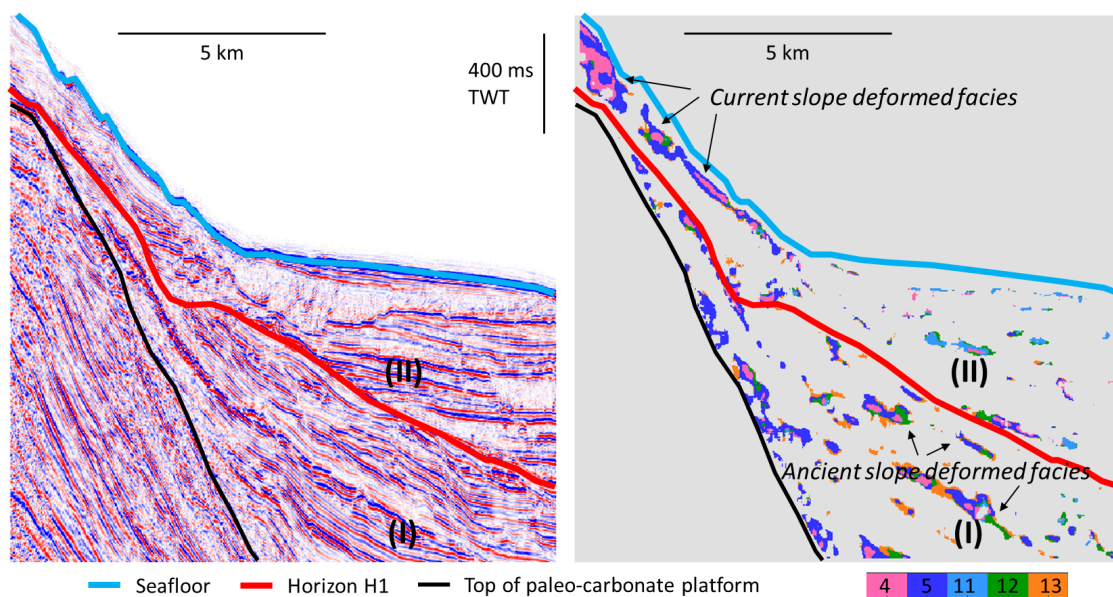 5 km
400 ms
TWT
(II)
(I)
5 km
Current slope deformed facies
(II)
Ancient slope deformed facies
(I)
Seafloor
Horizon H1
Top of paleo-carbonate platform
4 5 11 12 13